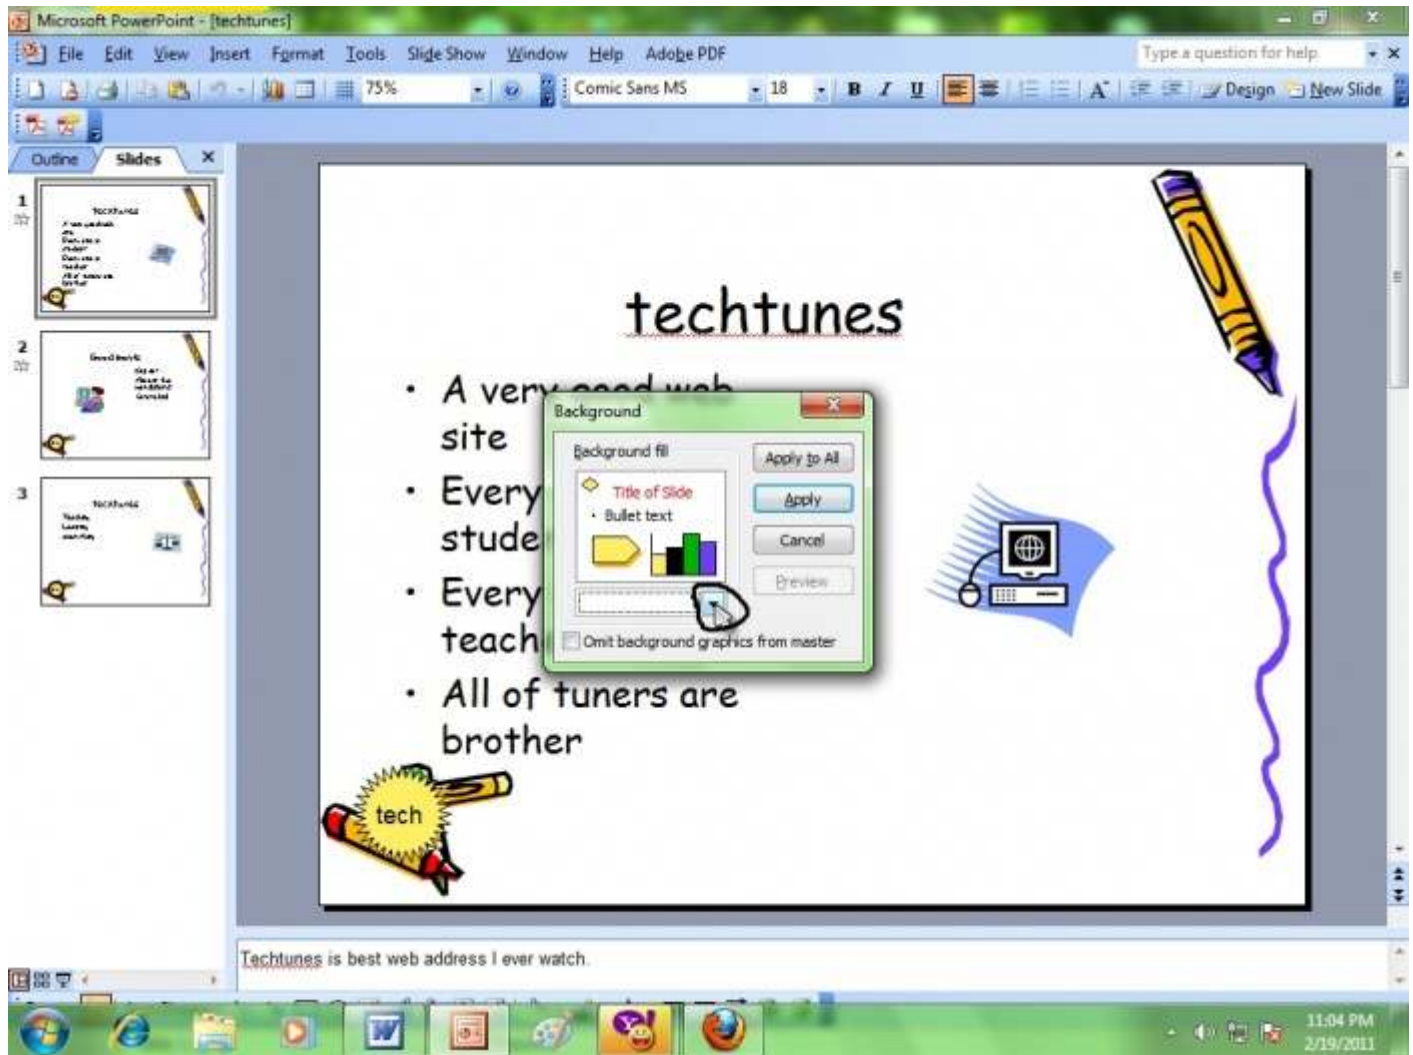 Microsoft PowerPoint - [techtunes]
File Edit View Insert Format Tools Slide Show Window Help Adobe PDF
Type a question for help
75%
Comic Sans MS
18
B I U
A
Design
New Slide
Outline
Slides
1
techtunes
2
3
techtunes
techtunes
• A very good web
site
• Every
stude
• Every
teach
• All of tuners are
brother
tech
Background
Background fill
Title of Slide
• Bullet text
Apply to All
Apply
Cancel
Preview
Omit background graphics from master
Techtunes is best web address I ever watch.
11:04 PM
2/19/2011